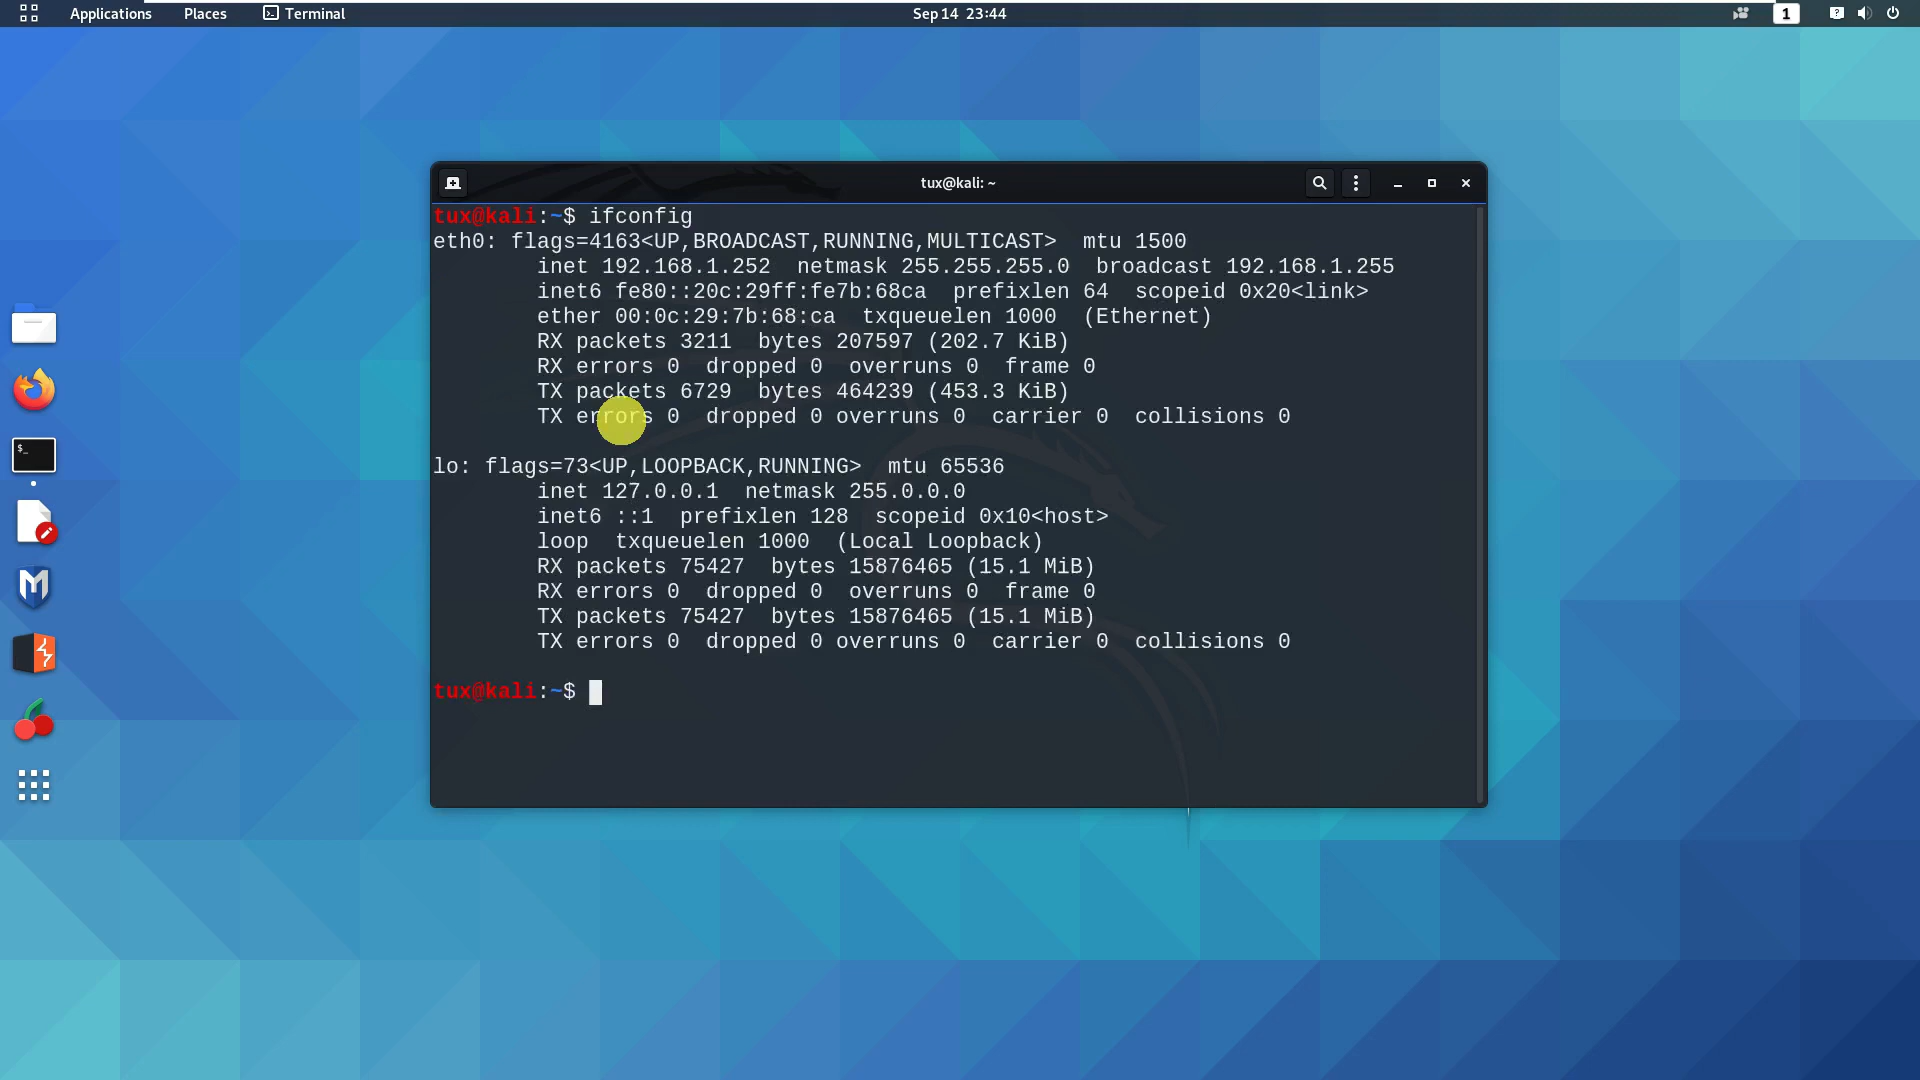 Applications Places Terminal Sep 14 23:44 1
tux@kali: ~
tux@kali:~$ ifconfig
eth0: flags=4163<UP,BROADCAST,RUNNING,MULTICAST>  mtu 1500
        inet 192.168.1.252  netmask 255.255.255.0  broadcast 192.168.1.255
        inet6 fe80::20c:29ff:fe7b:68ca  prefixlen 64  scopeid 0x20<link>
        ether 00:0c:29:7b:68:ca  txqueuelen 1000  (Ethernet)
        RX packets 3211  bytes 207597 (202.7 KiB)
        RX errors 0  dropped 0  overruns 0  frame 0
        TX packets 6729  bytes 464239 (453.3 KiB)
        TX errors 0  dropped 0 overruns 0  carrier 0  collisions 0
lo: flags=73<UP,LOOPBACK,RUNNING>  mtu 65536
        inet 127.0.0.1  netmask 255.0.0.0
        inet6 ::1  prefixlen 128  scopeid 0x10<host>
        loop  txqueuelen 1000  (Local Loopback)
        RX packets 75427  bytes 15876465 (15.1 MiB)
        RX errors 0  dropped 0  overruns 0  frame 0
        TX packets 75427  bytes 15876465 (15.1 MiB)
        TX errors 0  dropped 0 overruns 0  carrier 0  collisions 0
tux@kali:~$